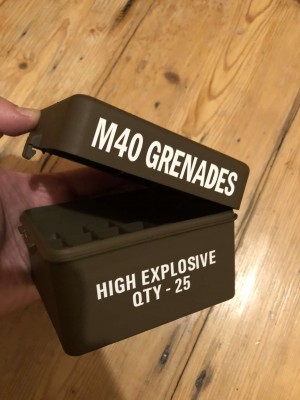 M40 GRENADES
HIGH EXPLOSIVE
QTY - 25